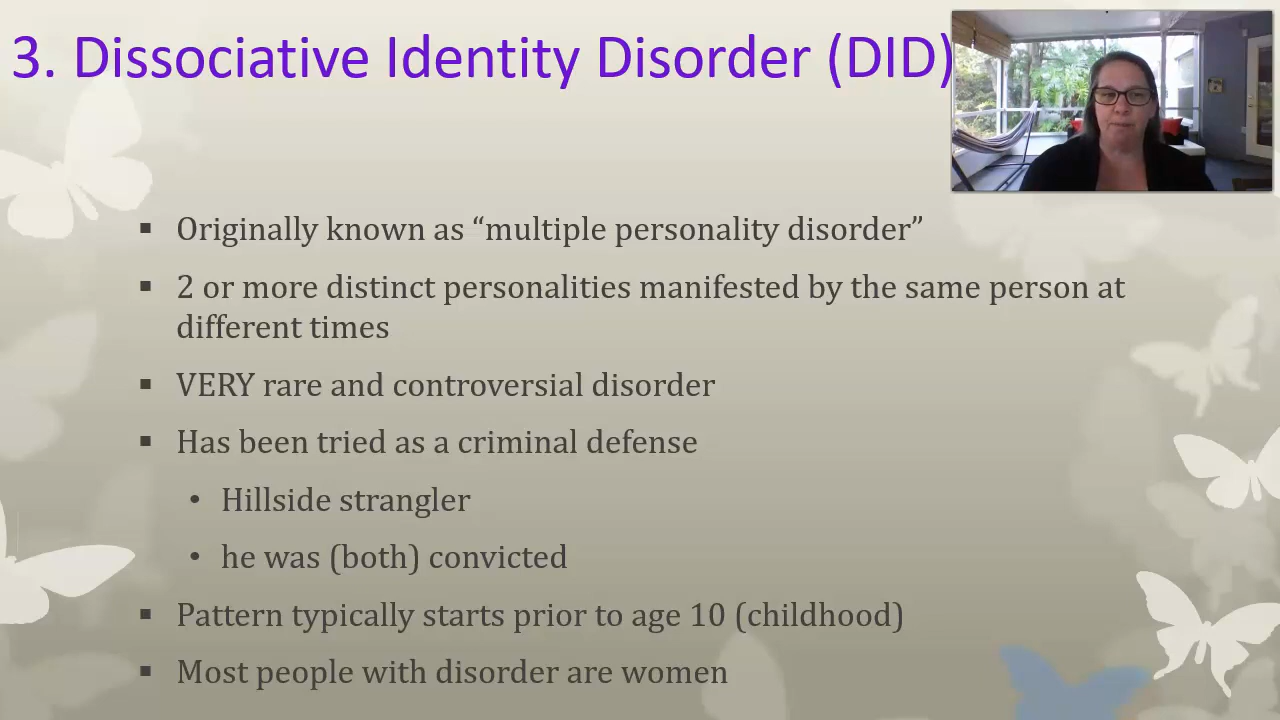 3. Dissociative Identity Disorder (DID)
▪ Originally known as “multiple personality disorder”
▪ 2 or more distinct personalities manifested by the same person at
different times
▪ VERY rare and controversial disorder
▪ Has been tried as a criminal defense
• Hillside strangler
• he was (both) convicted
▪ Pattern typically starts prior to age 10 (childhood)
▪ Most people with disorder are women